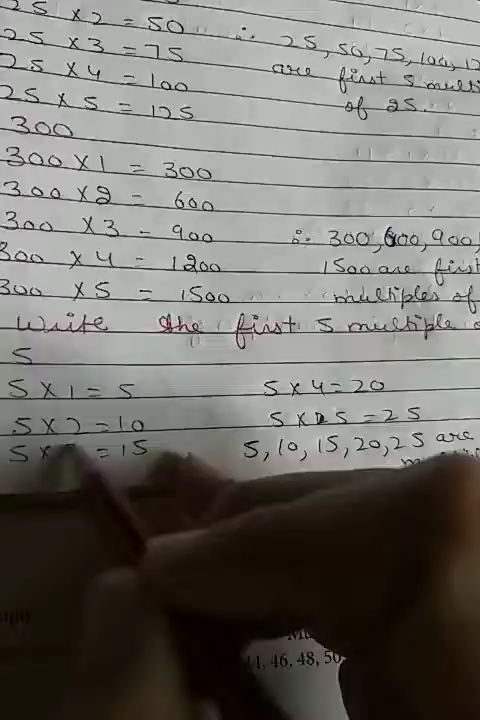 25 × 2 = 50 ∴ 25, 50, 75, 100,
25 × 3 = 75 are first 5
25 × 4 = 100 of 25.
25 × 5 = 125
300
300 × 1 = 300
300 × 2 = 600
300 × 3 = 900 ∴ 300, 600, 900,
300 × 4 = 1200 1500 are first
300 × 5 = 1500 multiples of
Write the first 5 multiple
5
5 × 1 = 5 5 × 4 = 20
5 × 2 = 10 5 × 5 = 25
5 × = 15 5, 10, 15, 20, 25 are
46, 48, 50